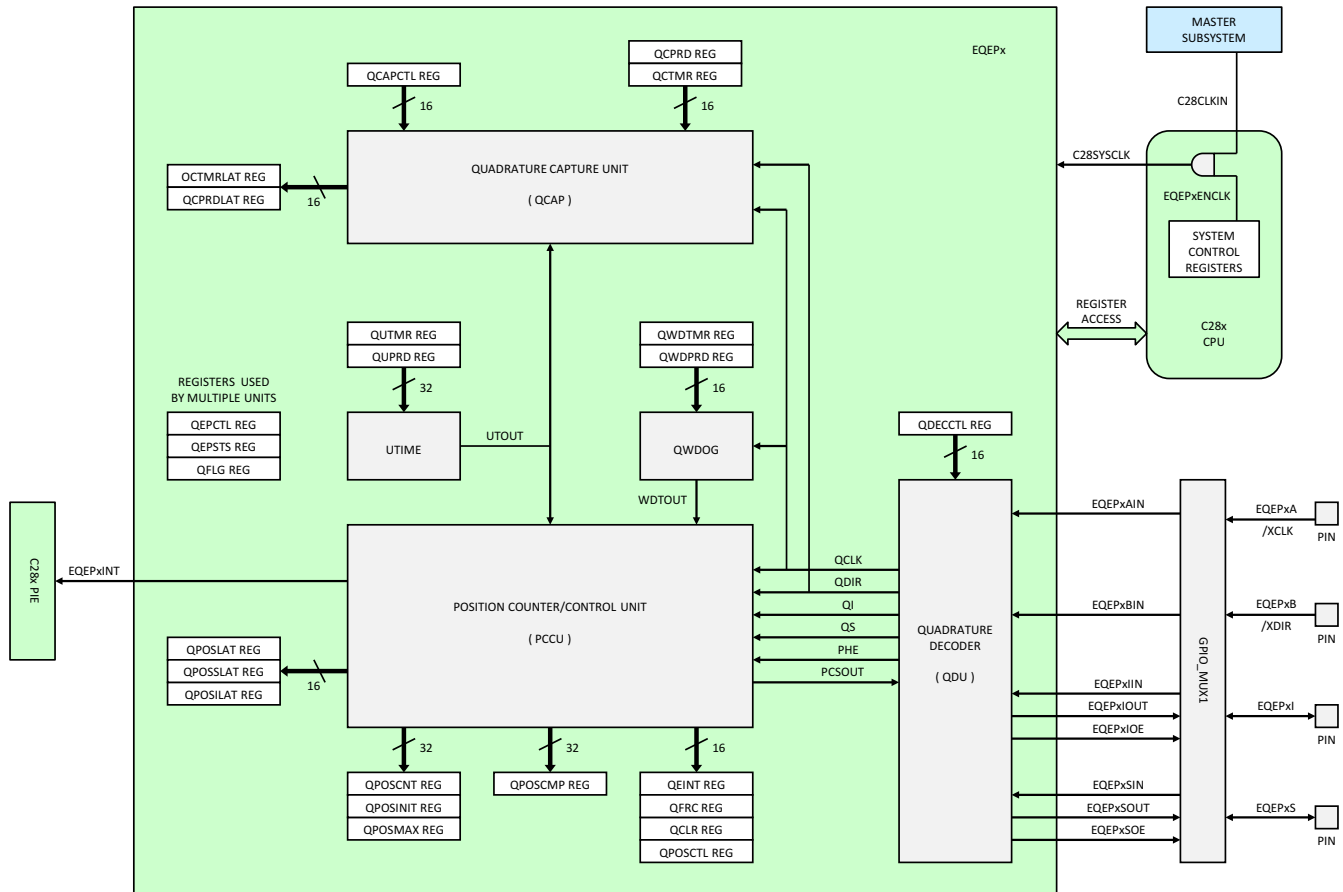 MASTER
SUBSYSTEM
EQEPx
QCPRD REG
QCTMR REG
QCAPCTL REG
16
16
C28CLKIN
QUADRATURE CAPTURE UNIT
( QCAP )
OCTMRLAT REG
QCPRDLAT REG
16
C28SYSCLK
EQEPxENCLK
SYSTEM
CONTROL
REGISTERS
REGISTER
ACCESS
C28x
CPU
QUTMR REG
QUPRD REG
32
QWDTMR REG
QWDPRD REG
16
REGISTERS USED
BY MULTIPLE UNITS
QEPCTL REG
QEPSTS REG
QFLG REG
UTIME
UTOUT
QWDOG
WDTOUT
QDECCTL REG
16
C28x PIE
EQEPxINT
POSITION COUNTER/CONTROL UNIT
( PCCU )
QCLK
QDIR
QI
QS
PHE
PCSOUT
QUADRATURE
DECODER
( QDU )
EQEPxAIN
EQEPxBIN
EQEPxIIN
EQEPxIOUT
EQEPxIOE
EQEPxSIN
EQEPxSOUT
EQEPxSOE
GPIO_MUX1
EQEPxA
/XCLK
PIN
EQEPxB
/XDIR
PIN
EQEPxI
PIN
EQEPxS
PIN
QPOSLAT REG
QPOSSLAT REG
QPOSILAT REG
16
32
32
16
QPOSCNT REG
QPOSINIT REG
QPOSMAX REG
QPOSCMP REG
QEINT REG
QFRC REG
QCLR REG
QPOSCTL REG